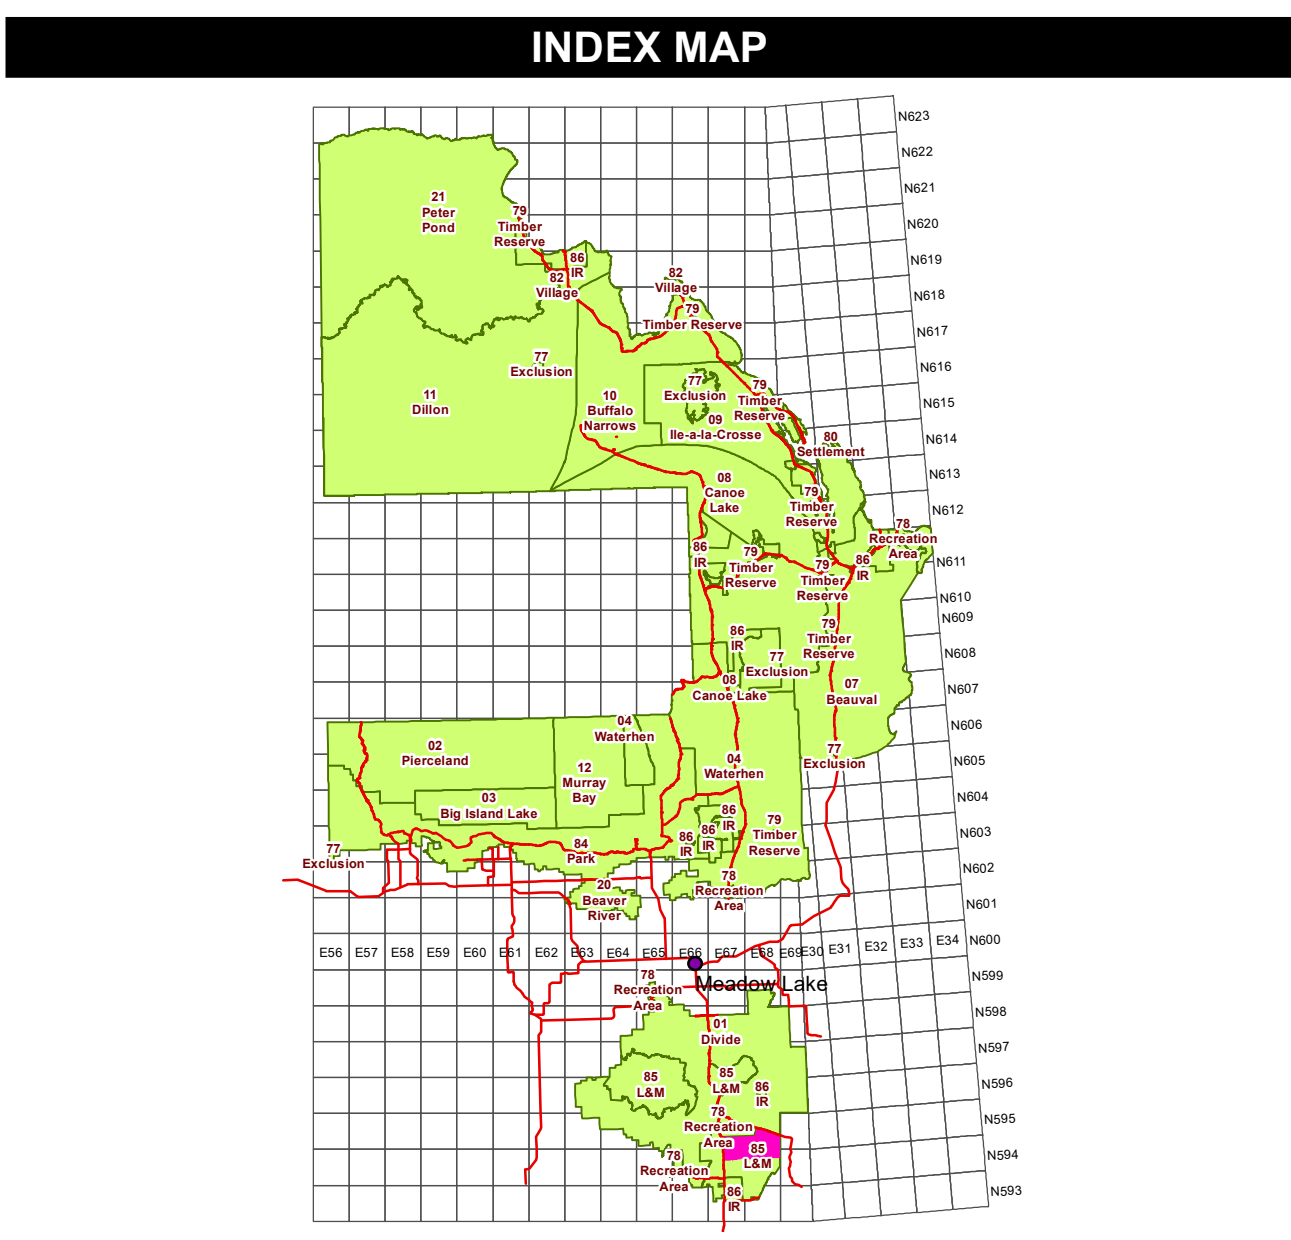 INDEX MAP
N623
N622
N621
N620
N619
N618
N617
N616
N615
N614
N613
N612
N611
N610
N609
N608
N607
N606
N605
N604
N603
N602
N601
N600
N599
N598
N597
N596
N595
N594
N593
21
Peter
Pond
79
Timber
Reserve
86
IR
82
Village
82
Village
79
Timber Reserve
77
Exclusion
11
Dillon
10
Buffalo
Narrows
77
Exclusion
09
Ile-a-la-Crosse
79
Timber
Reserve
80
Settlement
08
Canoe
Lake
79
Timber
Reserve
78
Recreation
Area
86
IR
79
Timber
Reserve
79
Timber
Reserve
86
IR
86
IR
79
Timber
Reserve
77
Exclusion
08
Canoe Lake
07
Beauval
04
Waterhen
02
Pierceland
12
Murray
Bay
04
Waterhen
77
Exclusion
03
Big Island Lake
86
IR
86
IR
86
IR
79
Timber
Reserve
84
Park
77
Exclusion
78
Recreation
Area
20
Beaver
River
E56 E57 E58 E59 E60 E61 E62 E63 E64 E65 E66 E67 E68 E69 E30 E31 E32 E33 E34
Meadow Lake
78
Recreation
Area
01
Divide
85
L&M
85
L&M
86
IR
78
Recreation
Area
85
L&M
78
Recreation
Area
86
IR